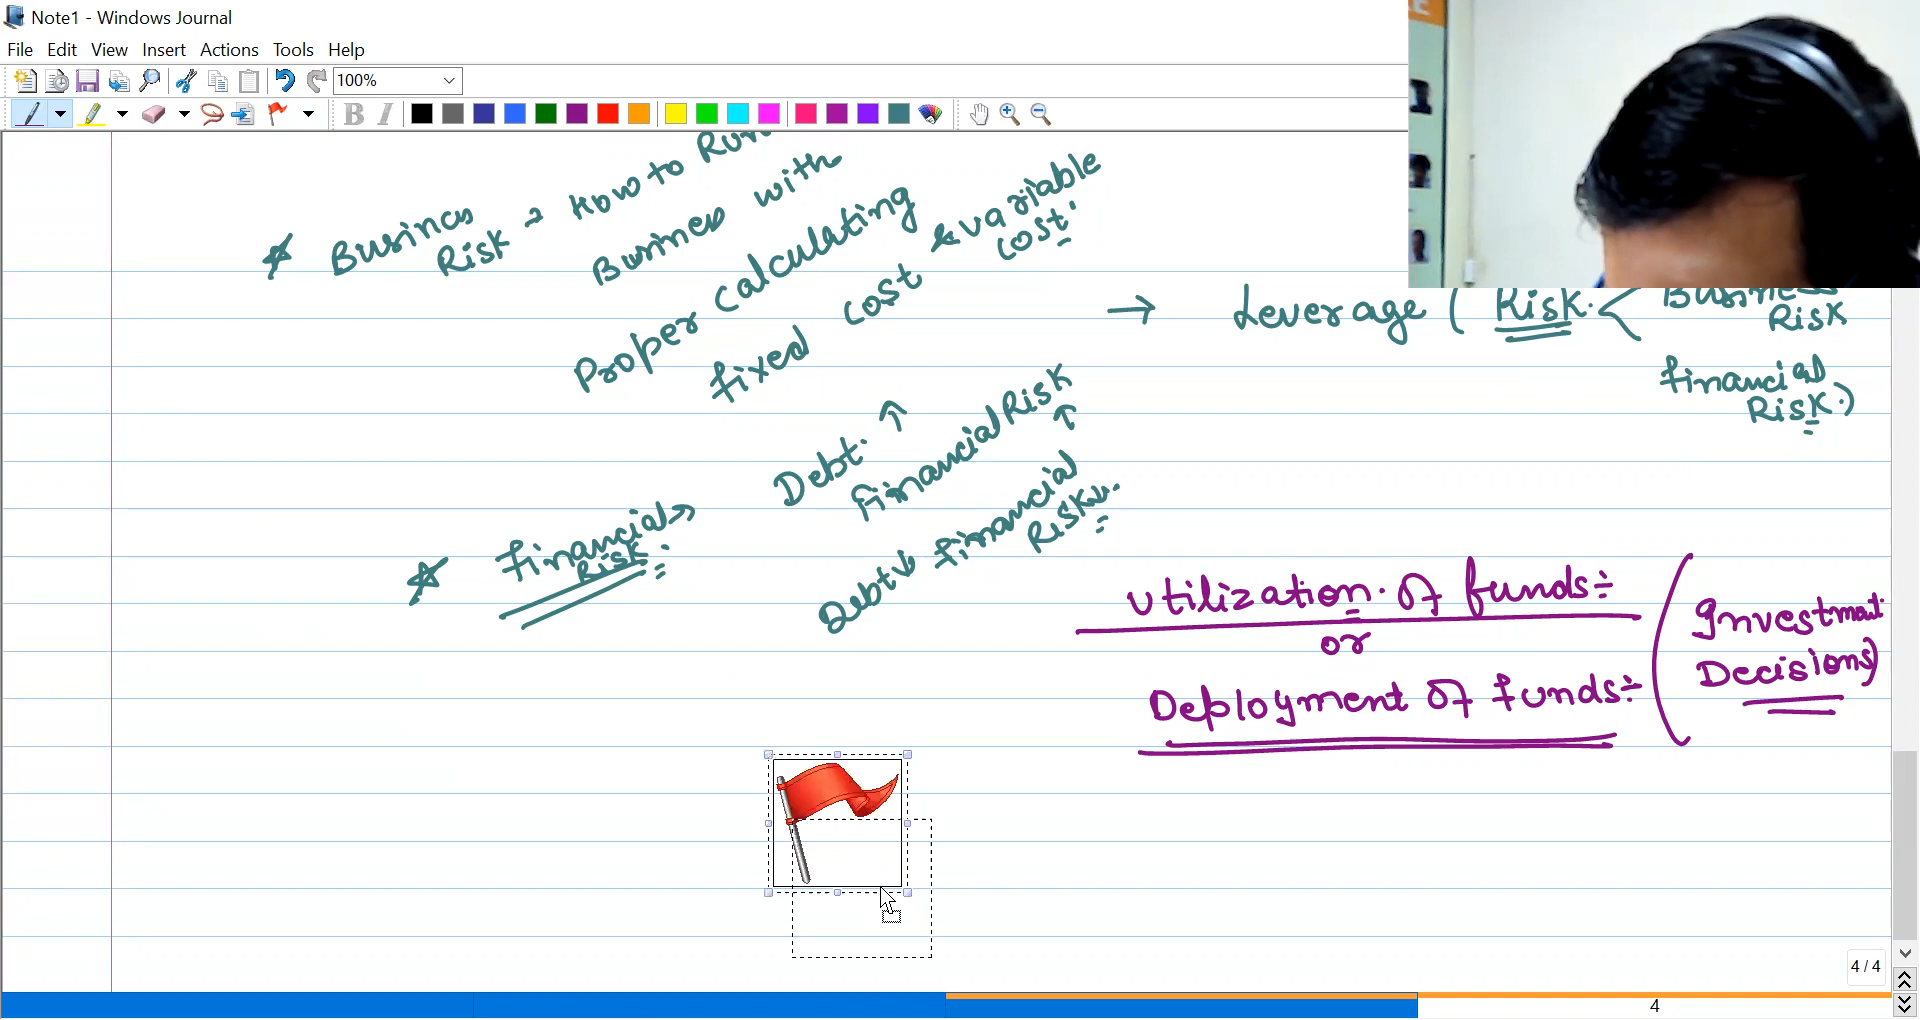 Note1 - Windows Journal
File Edit View Insert Actions Tools Help
100%
B I
* Business Risk → How to Run
Business with
Proper Calculating
fixed cost & variable cost.
→ Leverage ( Risk. < Business Risk
financial Risk.)
* financial Risk. → Debt. ↑
financial Risk ↑
Debt ↓ financial Risk ↓.
Utilization. Of funds:-
or
Deployment Of funds:-
(Investment
Decisions)
4 / 4
4